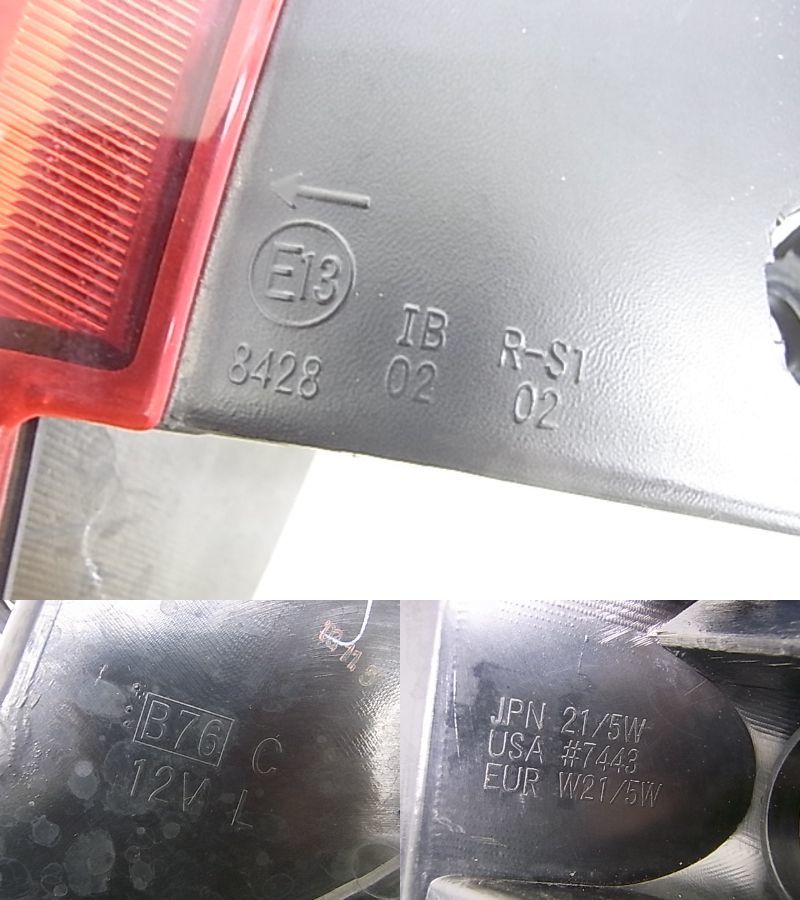 E13
8428
IB
02
R-S1
02
B76 C
12V L
JPN 21/5W
USA #7443
EUR W21/5W